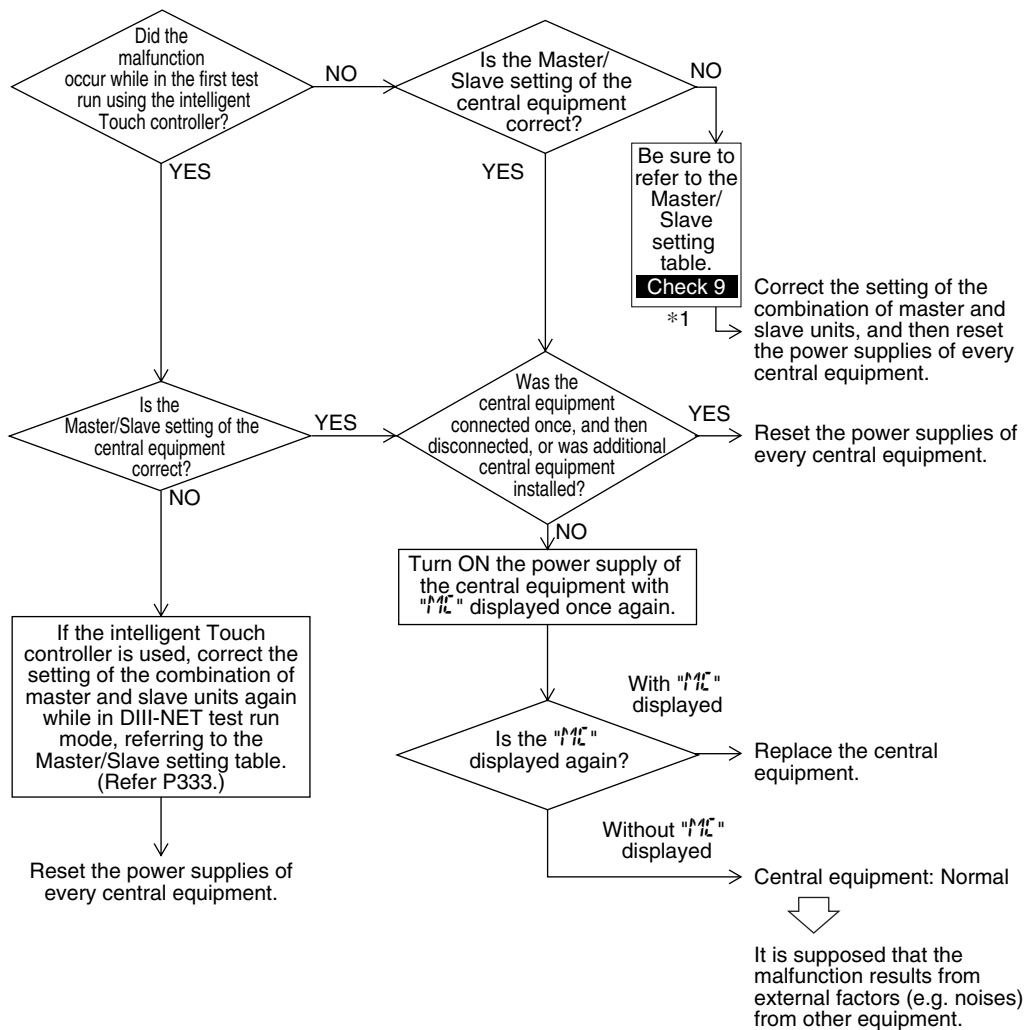 Did the
malfunction
occur while in the first test
run using the intelligent
Touch controller?
NO
Is the Master/
Slave setting of the
central equipment
correct?
NO
YES
YES
Be sure to
refer to the
Master/
Slave
setting
table.
Check 9
*1
Correct the setting of the
combination of master and
slave units, and then reset
the power supplies of every
central equipment.
Is the
Master/Slave setting of the
central equipment
correct?
YES
NO
Was the
central equipment
connected once, and then
disconnected, or was additional
central equipment
installed?
YES
Reset the power supplies of
every central equipment.
NO
Turn ON the power supply of
the central equipment with
"MC" displayed once again.
If the intelligent Touch
controller is used, correct the
setting of the combination of
master and slave units again
while in DIII-NET test run
mode, referring to the
Master/Slave setting table.
(Refer P333.)
Reset the power supplies of
every central equipment.
With "MC"
displayed
Is the "MC"
displayed again?
Replace the central
equipment.
Without "MC"
displayed
Central equipment: Normal
It is supposed that the
malfunction results from
external factors (e.g. noises)
from other equipment.